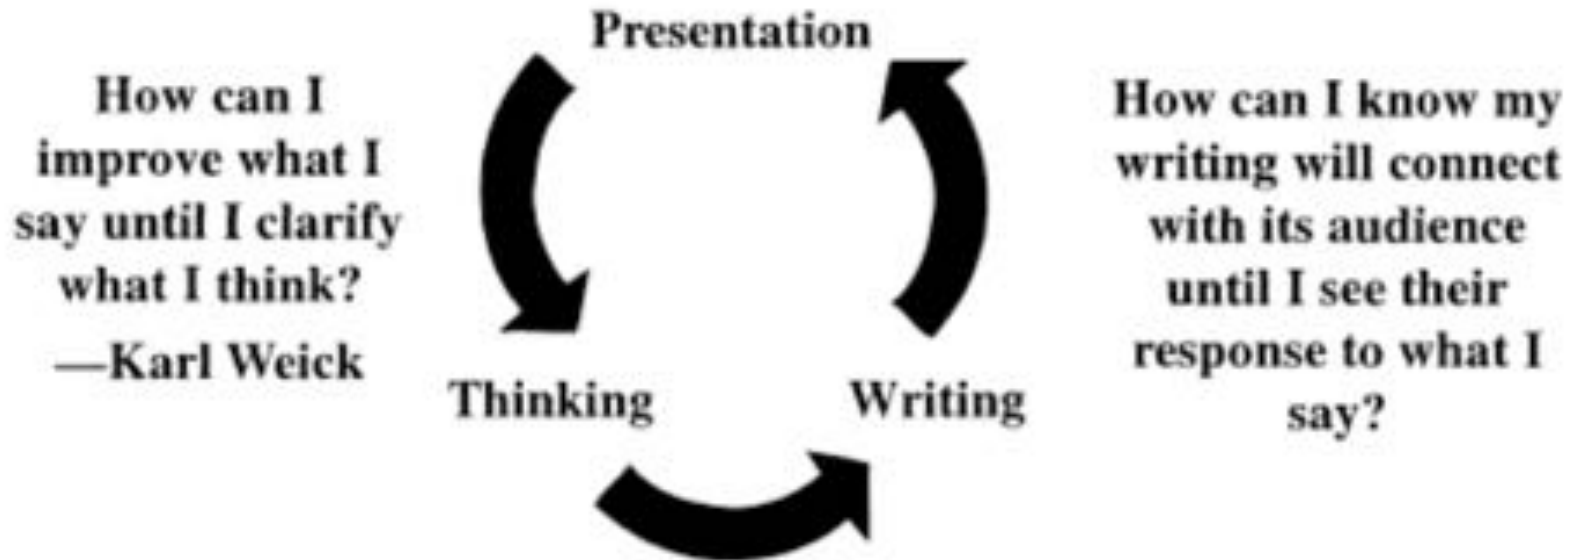 Presentation
How can I
improve what I
say until I clarify
what I think?
—Karl Weick
How can I know my
writing will connect
with its audience
until I see their
response to what I
say?
Thinking
Writing